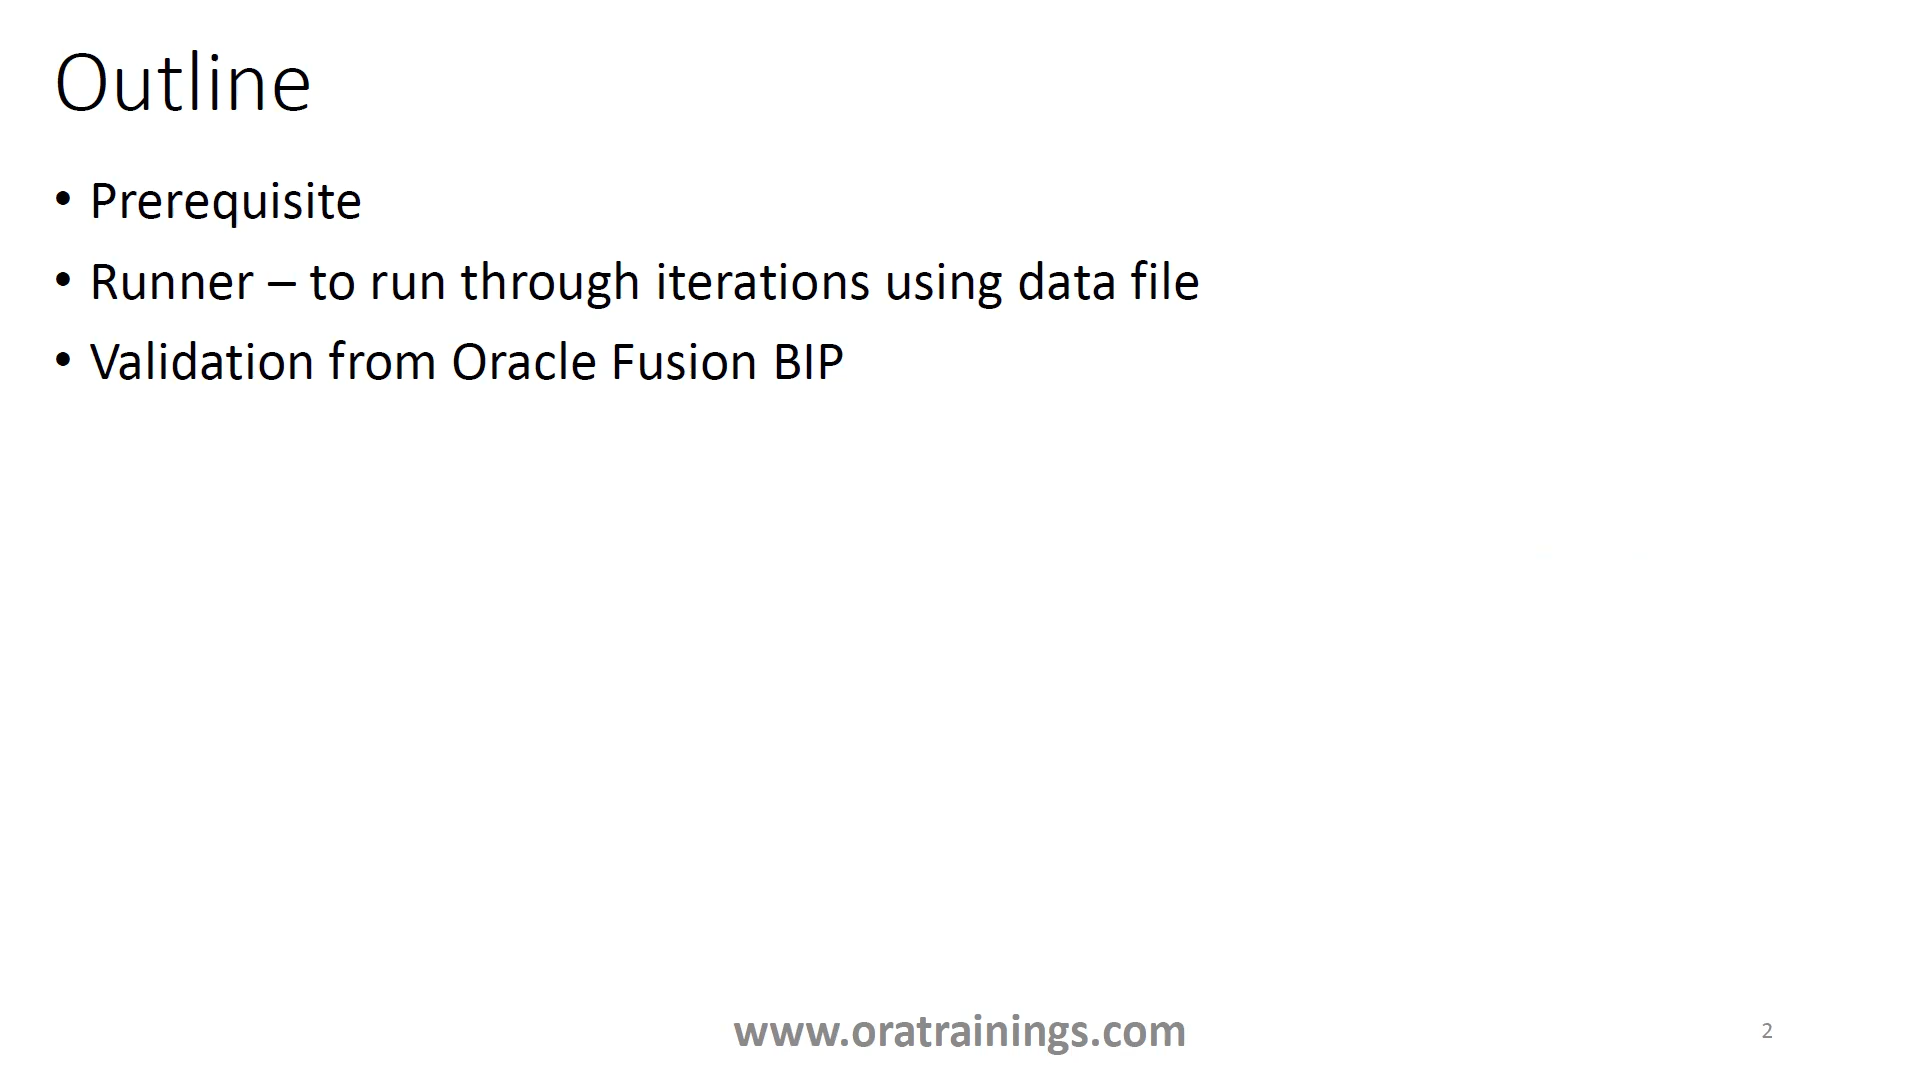 Outline
• Prerequisite
• Runner – to run through iterations using data file
• Validation from Oracle Fusion BIP
www.oratrainings.com
2